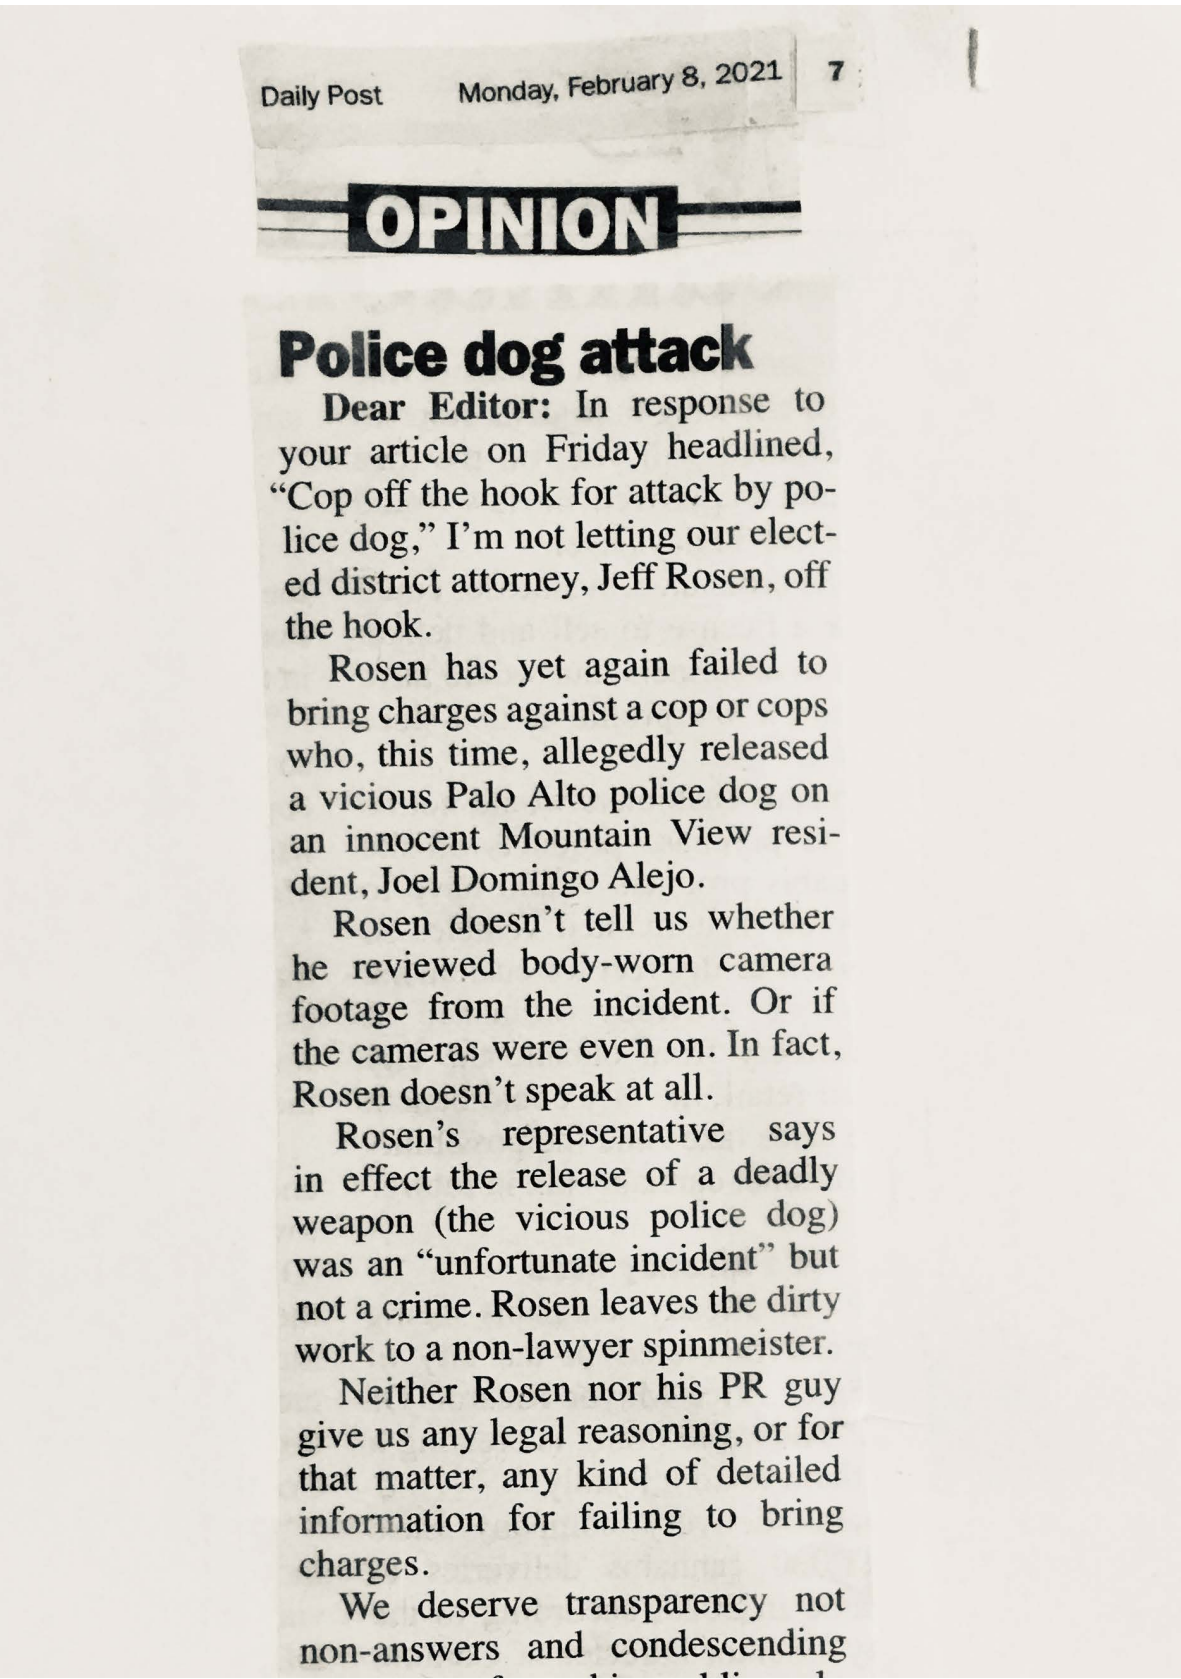 Daily Post Monday, February 8, 2021 7
OPINION
Police dog attack
Dear Editor: In response to
your article on Friday headlined,
“Cop off the hook for attack by po-
lice dog,” I’m not letting our elect-
ed district attorney, Jeff Rosen, off
the hook.
Rosen has yet again failed to
bring charges against a cop or cops
who, this time, allegedly released
a vicious Palo Alto police dog on
an innocent Mountain View resi-
dent, Joel Domingo Alejo.
Rosen doesn’t tell us whether
he reviewed body-worn camera
footage from the incident. Or if
the cameras were even on. In fact,
Rosen doesn’t speak at all.
Rosen’s representative says
in effect the release of a deadly
weapon (the vicious police dog)
was an “unfortunate incident” but
not a crime. Rosen leaves the dirty
work to a non-lawyer spinmeister.
Neither Rosen nor his PR guy
give us any legal reasoning, or for
that matter, any kind of detailed
information for failing to bring
charges.
We deserve transparency not
non-answers and condescending